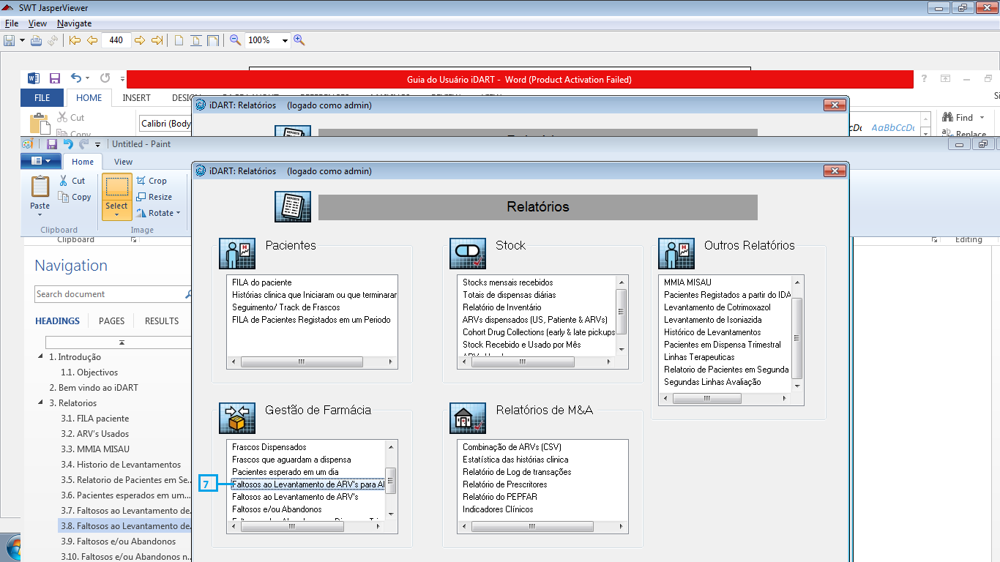 SWT JasperViewer
File View Navigate
440 100%
Guia do Usuário iDART - Word (Product Activation Failed)
FILE HOME INSERT
Cut
Copy
Calibri (Body
AaBbCcDc
Find
Replace
iDART: Relatórios (logado como admin)
Untitled - Paint
Home View
Paste
Cut
Copy
Clipboard
Select
Crop
Resize
Rotate
Image
Clipboard
Editing
Navigation
Search document
HEADINGS PAGES RESULTS
1. Introdução
1.1. Objectivos
2. Bem vindo ao iDART
3. Relatorios
3.1. FILA paciente
3.2. ARV's Usados
3.3. MMIA MISAU
3.4. Historio de Levantamentos
3.5. Relatorio de Pacientes em Se...
3.6. Pacientes esperados em um...
3.7. Faltosos ao Levantamento de...
3.8. Faltosos ao Levantamento de...
3.9. Faltosos e/ou Abandonos
3.10. Faltosos e/ou Abandonos n...
iDART: Relatórios (logado como admin)
REPORTS
Relatórios
Pacientes
FILA do paciente
Histórias clinica que Iniciaram ou que terminaram
Seguimento/ Track de Frascos
FILA de Pacientes Registados em um Periodo
Stock
Stocks mensais recebidos
Totais de dispensas diárias
Relatório de Inventário
ARVs dispensados (US, Patiente & ARVs)
Cohort Drug Collections (early & late pickups
Stock Recebido e Usado por Mês
Outros Relatórios
MMIA MISAU
Pacientes Registados a partir do IDA
Levantamento de Cotrimoxazol
Levantamento de Isoniazida
Histórico de Levantamentos
Pacientes em Dispensa Trimestral
Linhas Terapeuticas
Relatorio de Pacientes em Segunda
Segundas Linhas Avaliação
Gestão de Farmácia
Frascos Dispensados
Frascos que aguardam a dispensa
Pacientes esperado em um dia
7
Faltosos ao Levantamento de ARV's para AI
Faltosos ao Levantamento de ARV's
Faltosos e/ou Abandonos
Relatórios de M&A
Combinação de ARVs (CSV)
Estatística das histórias clinica
Relatório de Log de transações
Relatório de Prescritores
Relatório do PEPFAR
Indicadores Clínicos